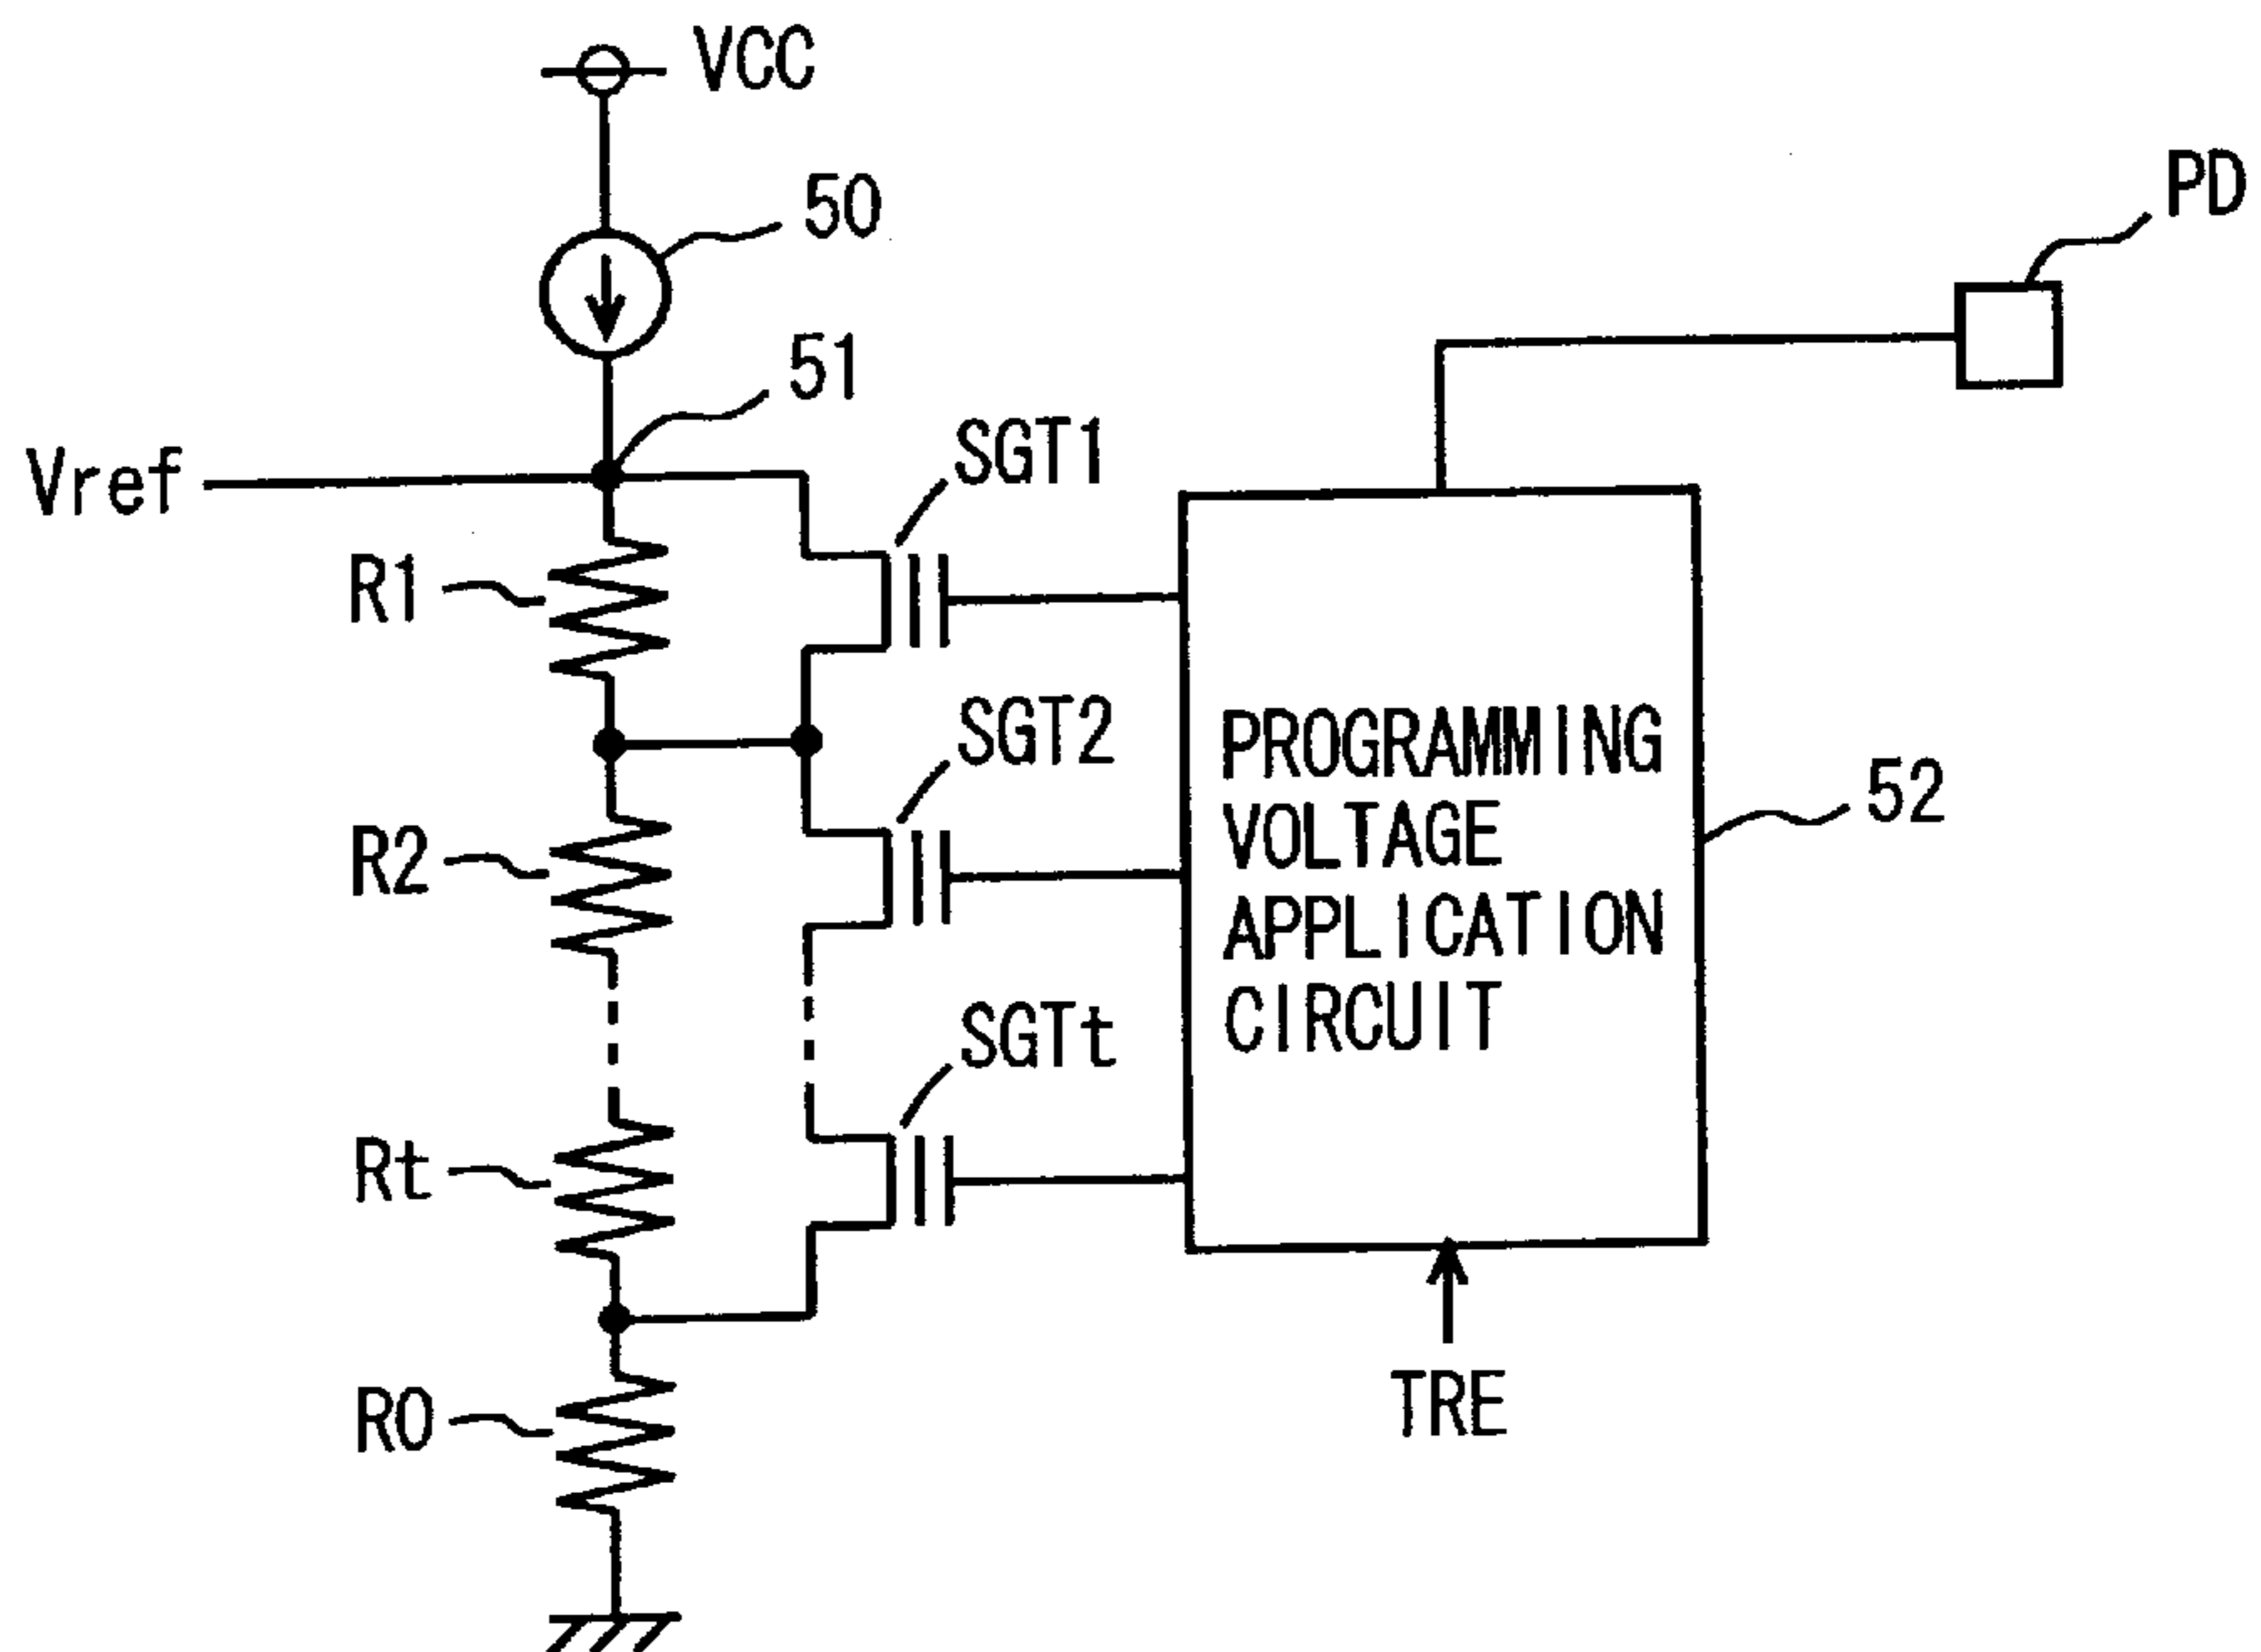 VCC
50
PD
51
Vref
SGT1
R1
SGT2
PROGRAMMING
VOLTAGE
APPLICATION
CIRCUIT
52
R2
SGTt
Rt
R0
TRE